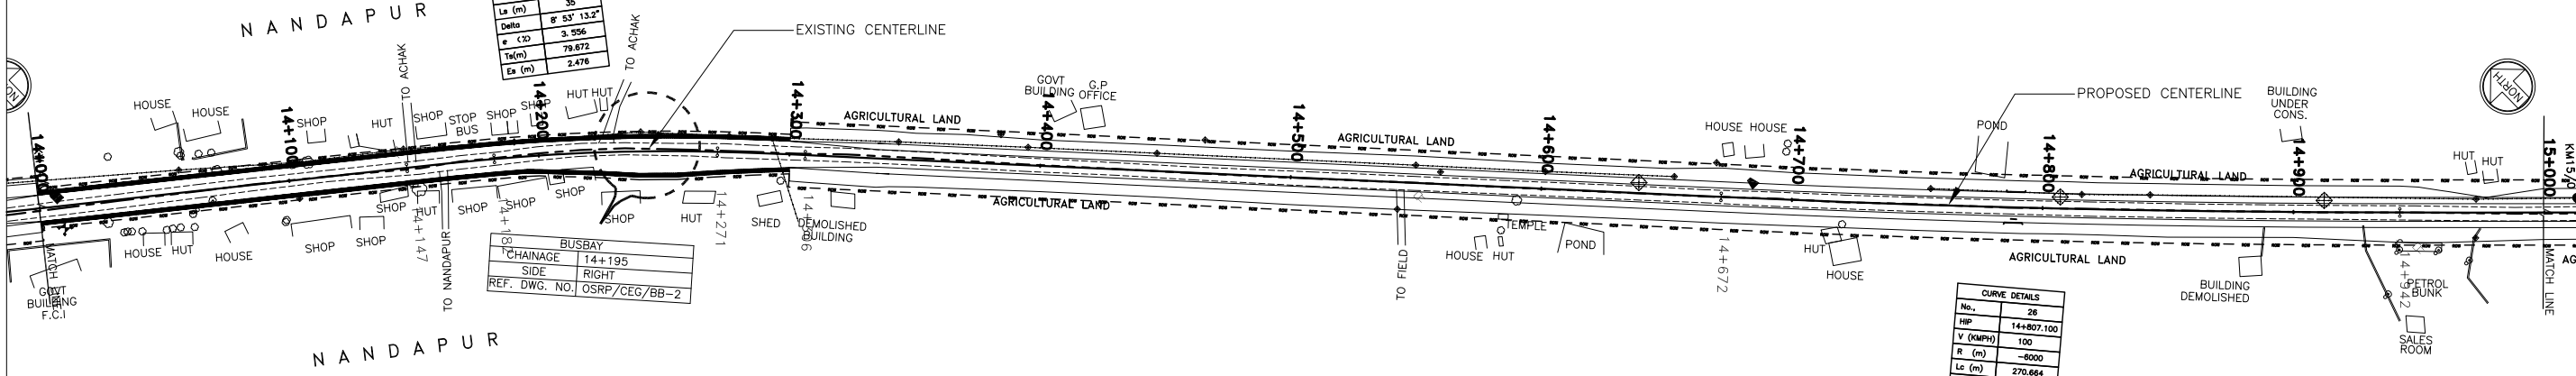 NANDAPUR
Ls (m) 35
Delta 8° 53' 13.2"
e (%) 3.556
Ts(m) 79.672
Es (m) 2.476
TO ACHAK
TO ACHAK
EXISTING CENTERLINE
PROPOSED CENTERLINE
NORTH
HOUSE
HOUSE
SHOP
HUT
SHOP
STOP
BUS
SHOP
SHOP
HUT HUT
GOVT
BUILDING
G.P
OFFICE
AGRICULTURAL LAND
AGRICULTURAL LAND
HOUSE HOUSE
POND
BUILDING
UNDER
CONS.
AGRICULTURAL LAND
HUT
HUT
14+000
14+100
14+200
14+300
14+400
14+500
14+600
14+700
14+800
14+900
15+000
MATCH LINE
GOVT
BUILDING
F.C.I
HOUSE
HUT
HOUSE
SHOP
SHOP
SHOP
HUT
14+147
TO NANDAPUR
SHOP
14+182
SHOP
SHOP
SHOP
HUT
14+271
SHED
DEMOLISHED
BUILDING
14+306
AGRICULTURAL LAND
TO FIELD
HOUSE
HUT
TEMPLE
POND
14+672
HUT
HOUSE
AGRICULTURAL LAND
BUILDING
DEMOLISHED
14+942
PETROL
BUNK
SALES
ROOM
MATCH LINE
BUSBAY
CHAINAGE 14+195
SIDE RIGHT
REF. DWG. NO. OSRP/CEG/BB-2
CURVE DETAILS
No., 26
HIP 14+807.100
V (KMPH) 100
R (m) -6000
Lc (m) 270.664
NANDAPUR